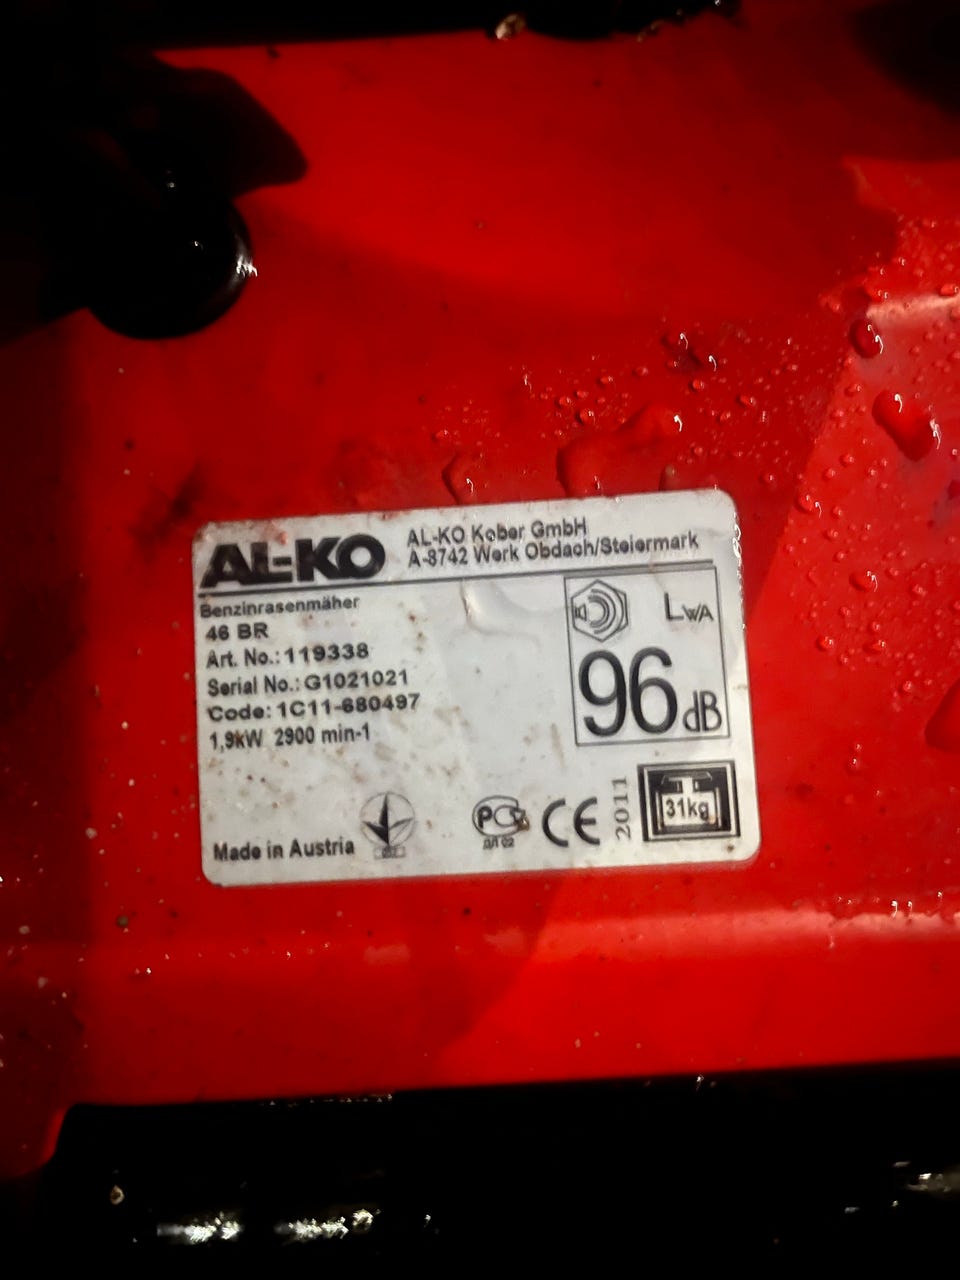 AL-KO
AL-KO Kober GmbH
A-8742 Werk Obdach/Steiermark
Benzinrasenmäher
46 BR
Art. No.: 119338
Serial No.: G1021021
Code: 1C11-680497
1,9kW 2900 min-1
LWA
96 dB
Made in Austria
PC
CE
2011
31kg